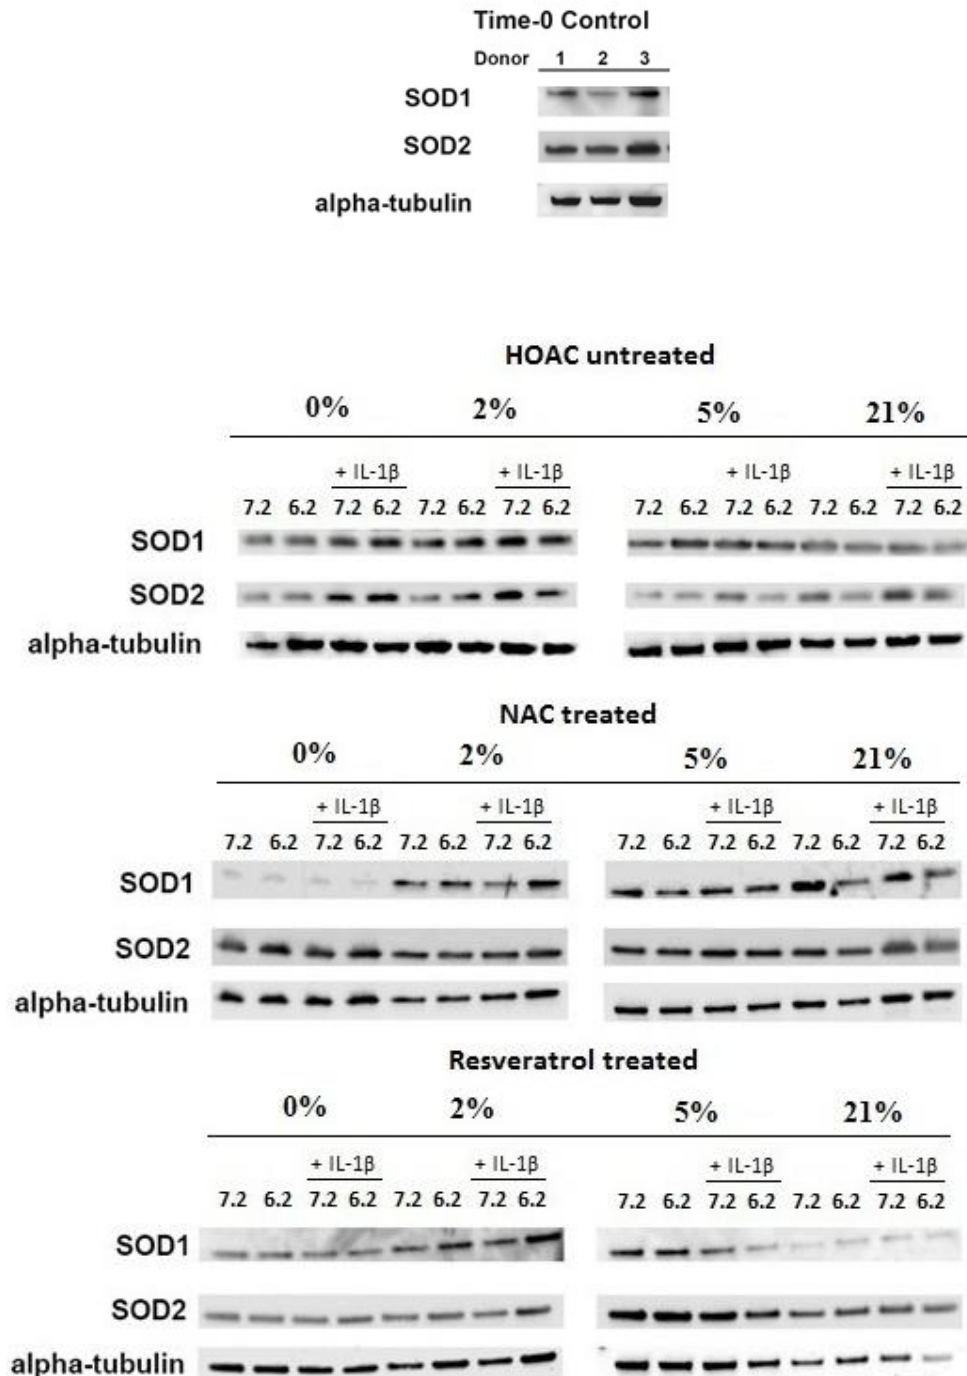 Time-0 Control
Donor 1 2 3
SOD1
SOD2
alpha-tubulin
HOAC untreated
0% 2% 5% 21%
+ IL-1β + IL-1β + IL-1β + IL-1β
7.2 6.2 7.2 6.2 7.2 6.2 7.2 6.2 7.2 6.2 7.2 6.2 7.2 6.2 7.2 6.2
SOD1
SOD2
alpha-tubulin
NAC treated
0% 2% 5% 21%
+ IL-1β + IL-1β + IL-1β + IL-1β
7.2 6.2 7.2 6.2 7.2 6.2 7.2 6.2 7.2 6.2 7.2 6.2 7.2 6.2 7.2 6.2
SOD1
SOD2
alpha-tubulin
Resveratrol treated
0% 2% 5% 21%
+ IL-1β + IL-1β + IL-1β + IL-1β
7.2 6.2 7.2 6.2 7.2 6.2 7.2 6.2 7.2 6.2 7.2 6.2 7.2 6.2 7.2 6.2
SOD1
SOD2
alpha-tubulin